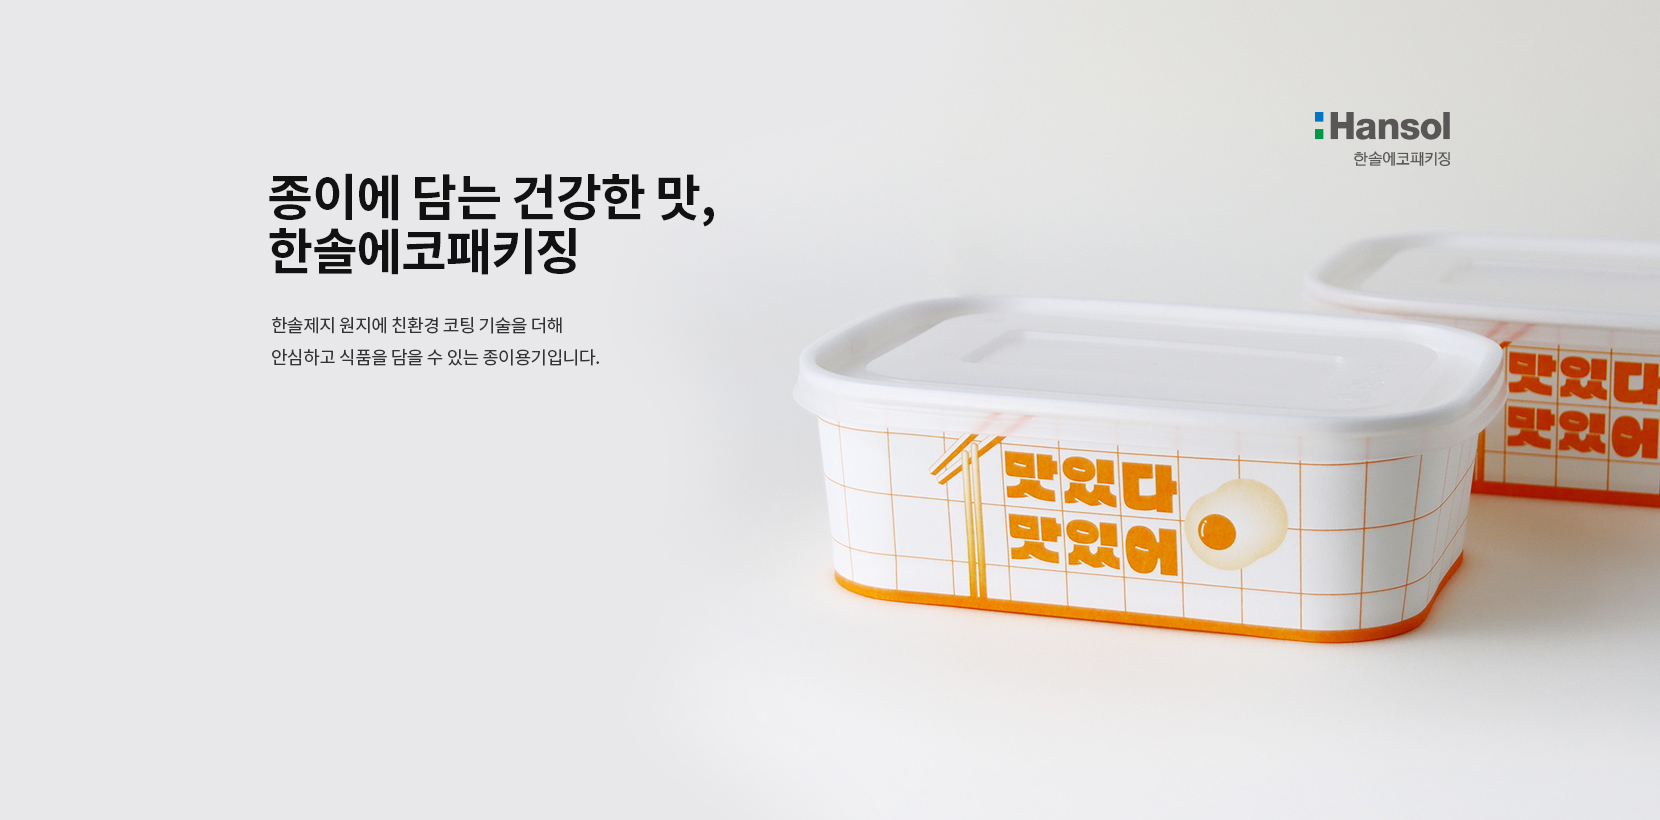 종이에 담는 건강한 맛,
한솔에코패키징
한솔제지 원지에 친환경 코팅 기술을 더해
안심하고 식품을 담을 수 있는 종이용기입니다.
Hansol
한솔에코패키징
맛있다
맛있어
맛있다
맛있어